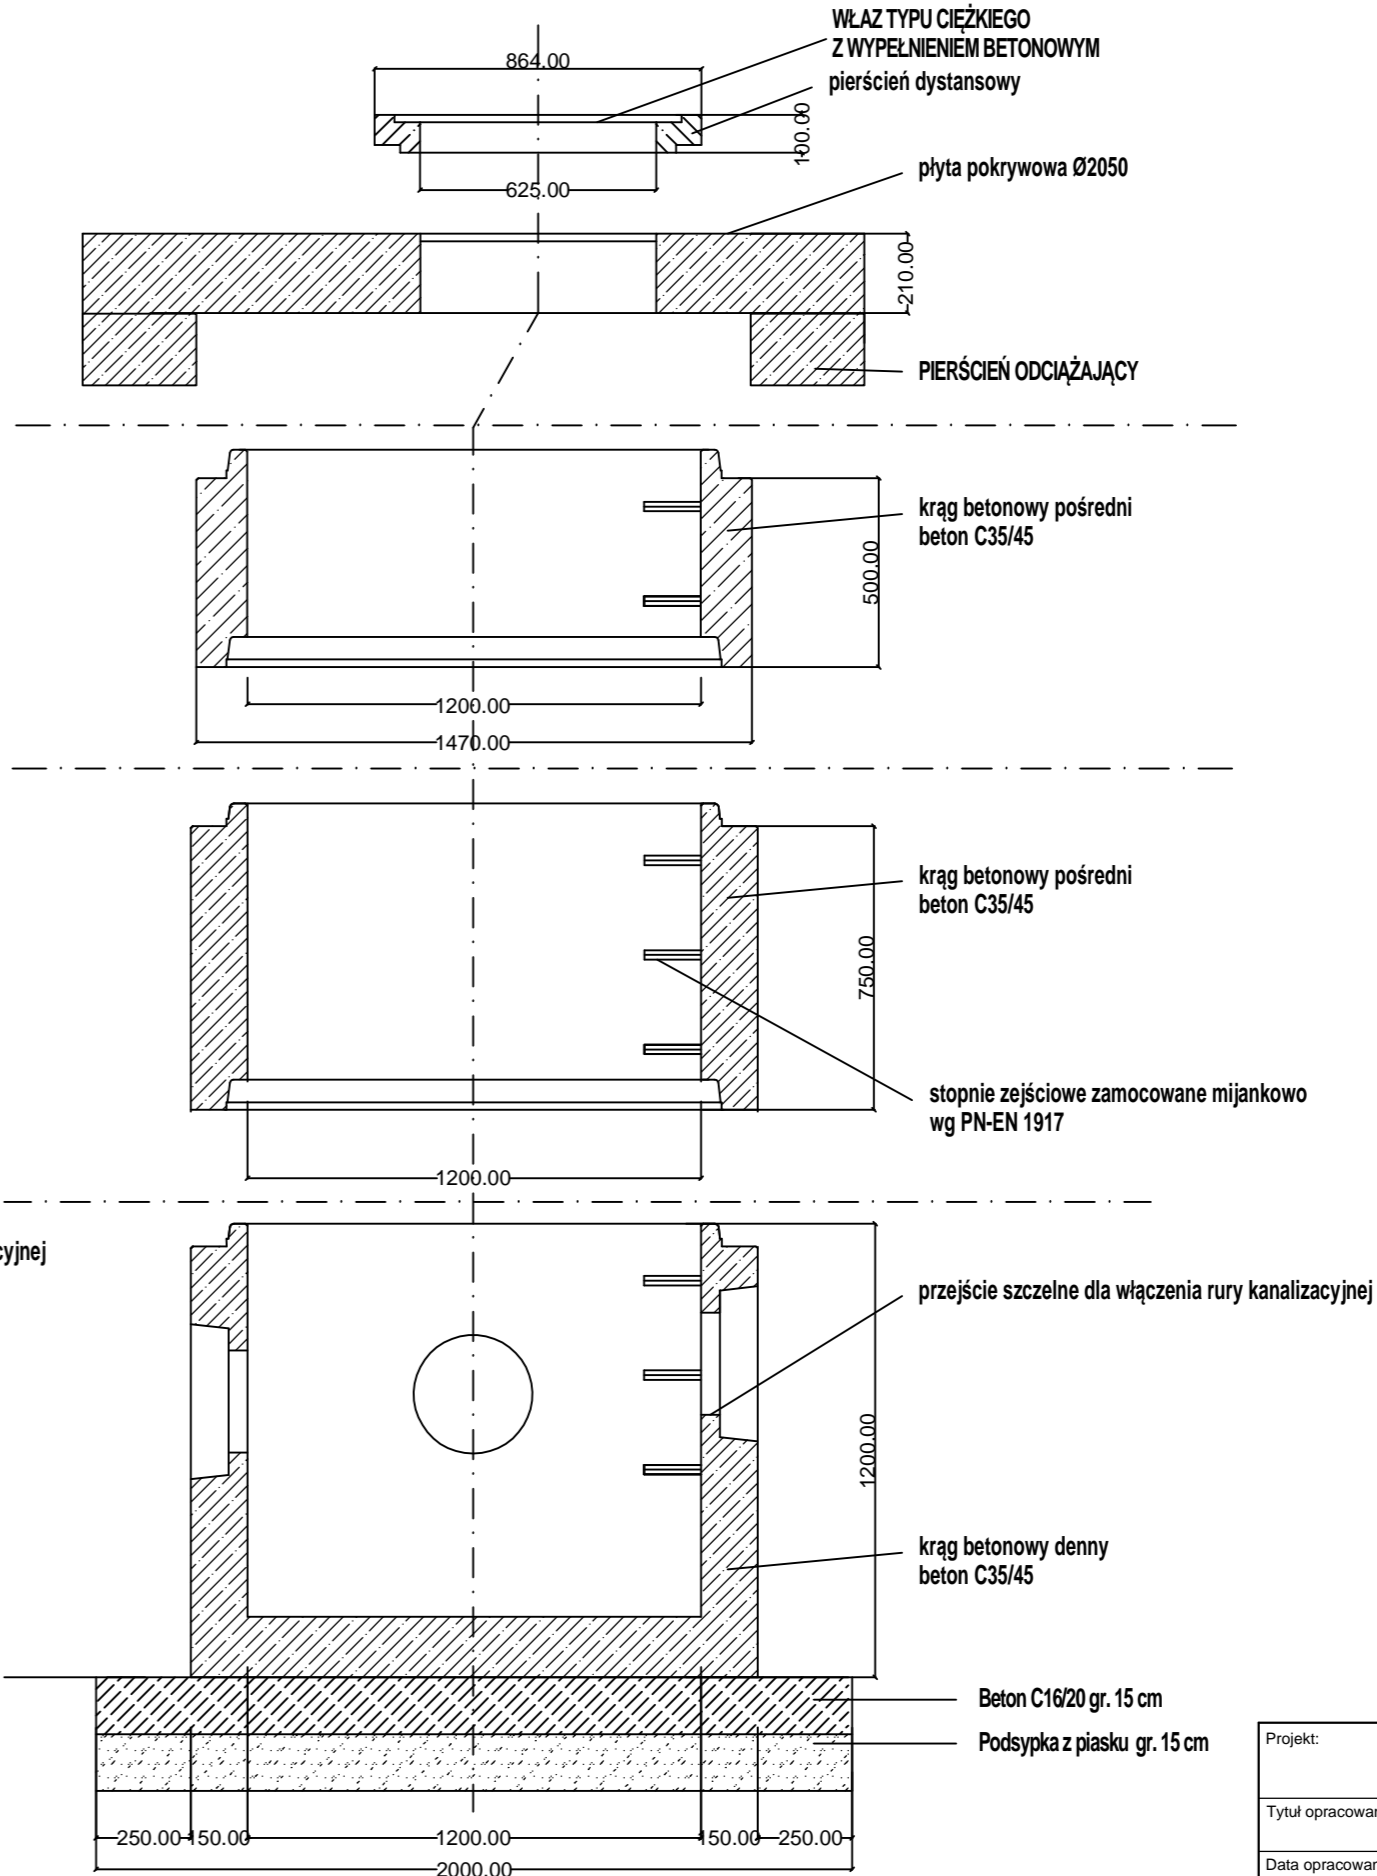 WŁAZ TYPU CIĘŻKIEGO
Z WYPEŁNIENIEM BETONOWYM
864.00
pierścień dystansowy
100.00
płyta pokrywowa Ø2050
625.00
210.00
PIERŚCIEŃ ODCIĄŻAJĄCY
krąg betonowy pośredni
beton C35/45
500.00
1200.00
1470.00
krąg betonowy pośredni
beton C35/45
750.00
stopnie zejściowe zamocowane mijankowo
wg PN-EN 1917
1200.00
cyjnej
przejście szczelne dla włączenia rury kanalizacyjnej
1200.00
krąg betonowy denny
beton C35/45
Beton C16/20 gr. 15 cm
Podsypka z piasku gr. 15 cm
Projekt:
Tytuł opracowan
250.00 150.00 1200.00 150.00 250.00
Data opracowan
2000.00